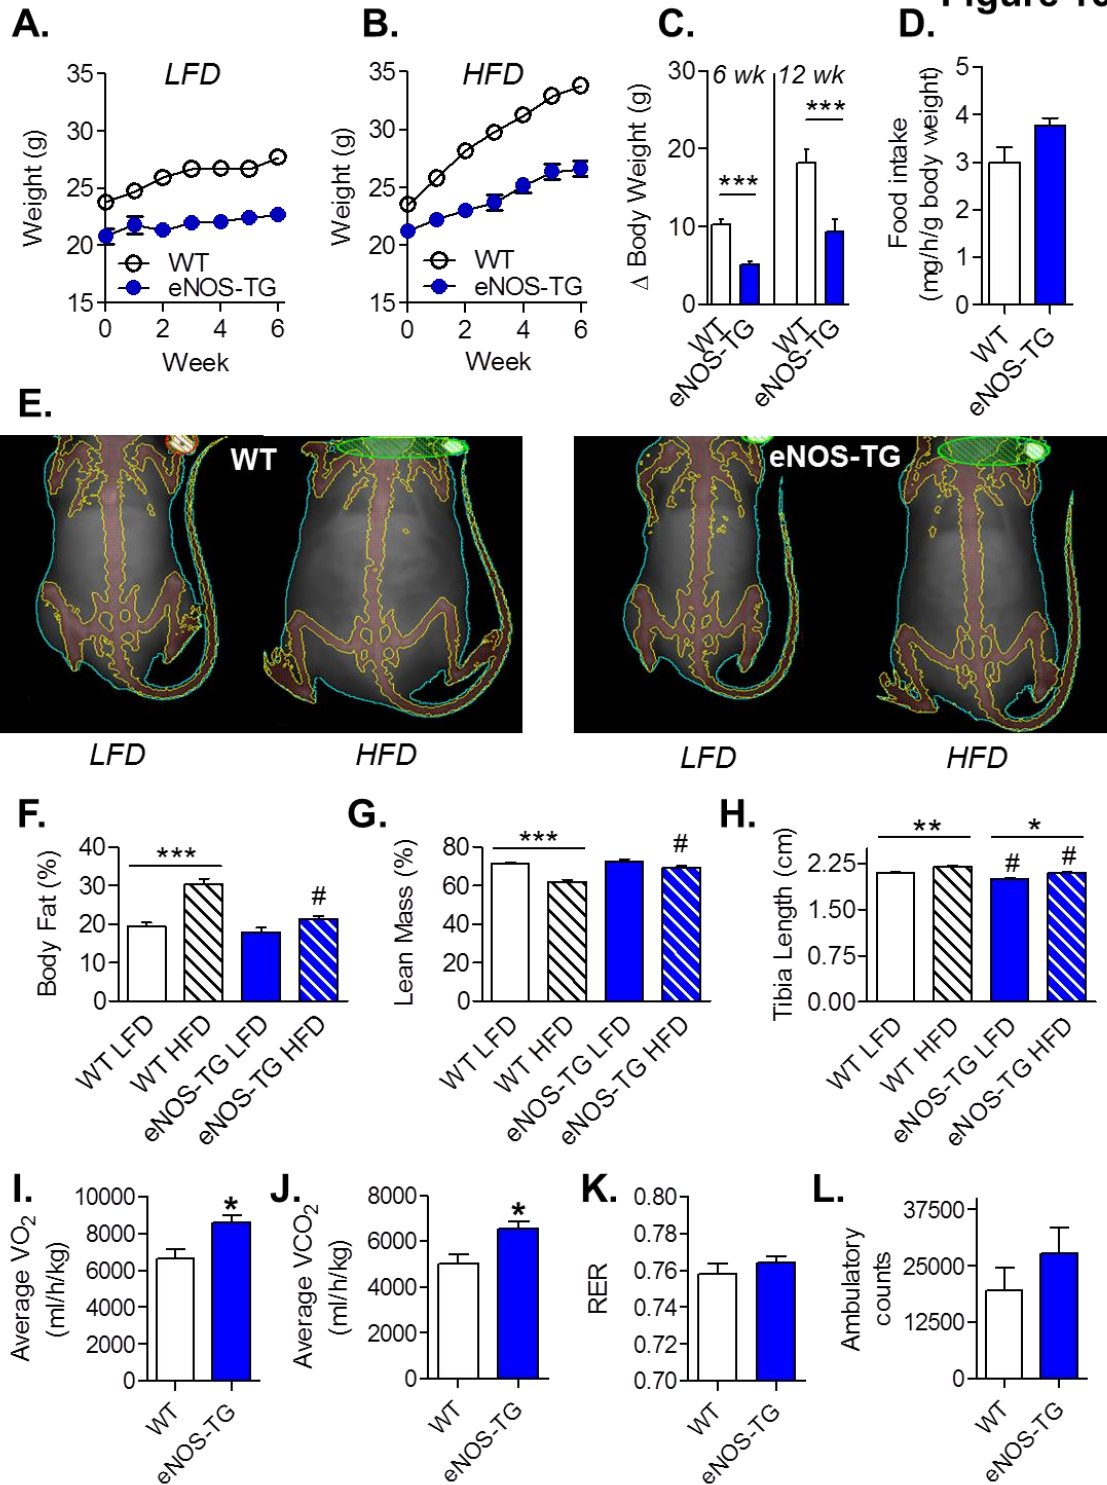 Figure 1
A.
B.
C.
D.
LFD
35
30
25
20
15
Weight (g)
WT
eNOS-TG
0
2
4
6
Week
HFD
35
30
25
20
15
Weight (g)
WT
eNOS-TG
0
2
4
6
Week
6 wk
12 wk
30
20
10
0
Δ Body Weight (g)
***
***
WT
eNOS-TG
WT
eNOS-TG
5
4
3
2
1
0
Food intake
(mg/h/g body weight)
WT
eNOS-TG
E.
WT
eNOS-TG
LFD
HFD
LFD
HFD
F.
G.
H.
40
30
20
10
0
Body Fat (%)
***
#
WT LFD
WT HFD
eNOS-TG LFD
eNOS-TG HFD
80
60
40
20
0
Lean Mass (%)
***
#
WT LFD
WT HFD
eNOS-TG LFD
eNOS-TG HFD
2.25
1.50
0.75
0.00
Tibia Length (cm)
**
*
#
#
WT LFD
WT HFD
eNOS-TG LFD
eNOS-TG HFD
I.
J.
K.
L.
10000
8000
6000
4000
2000
0
Average VO2
(ml/h/kg)
*
WT
eNOS-TG
8000
6000
4000
2000
0
Average VCO2
(ml/h/kg)
*
WT
eNOS-TG
0.80
0.78
0.76
0.74
0.72
0.70
RER
WT
eNOS-TG
37500
25000
12500
0
Ambulatory
counts
WT
eNOS-TG